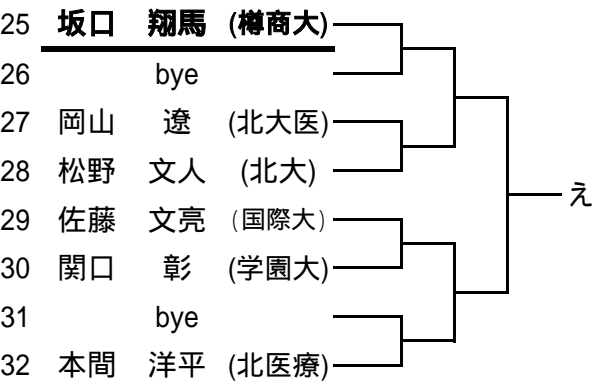 25 坂口 翔馬 (樽商大)
26 bye
27 岡山 遼 (北大医)
28 松野 文人 (北大)
29 佐藤 文亮 (国際大)
30 関口 彰 (学園大)
31 bye
32 本間 洋平 (北医療)
え